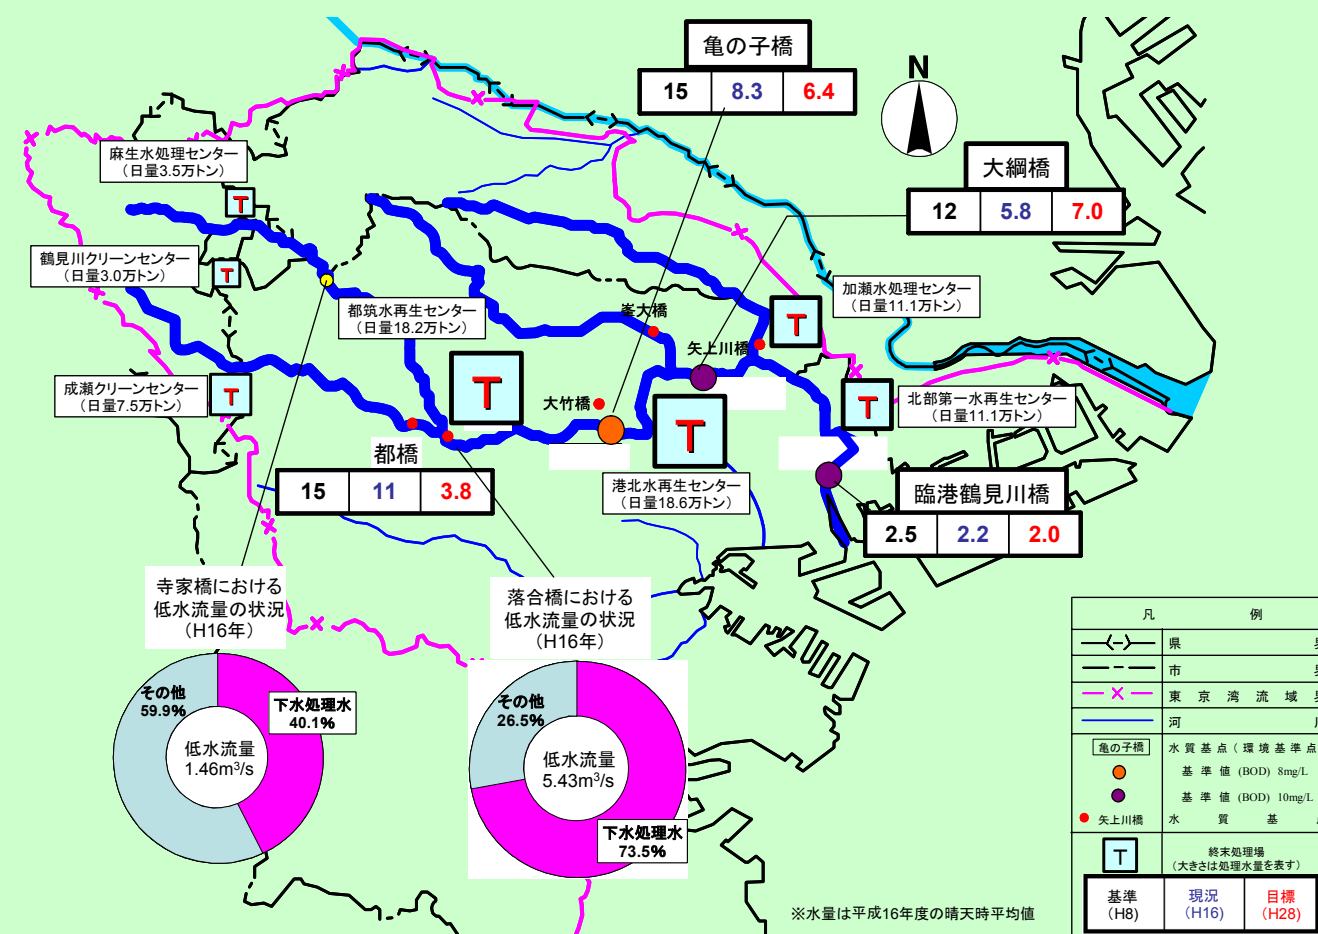 亀の子橋
15 8.3 6.4
N
大綱橋
12 5.8 7.0
麻生水処理センター
(日量3.5万トン)
T
鶴見川クリーンセンター
(日量3.0万トン)
T
都筑水再生センター
(日量18.2万トン)
峯大橋
矢上川橋
加瀬水処理センター
(日量11.1万トン)
T
成瀬クリーンセンター
(日量7.5万トン)
T
T
大竹橋
T
T
北部第一水再生センター
(日量11.1万トン)
都橋
15 11 3.8
港北水再生センター
(日量18.6万トン)
臨港鶴見川橋
2.5 2.2 2.0
寺家橋における
低水流量の状況
(H16年)
その他
59.9%
下水処理水
40.1%
低水流量
1.46m³/s
落合橋における
低水流量の状況
(H16年)
その他
26.5%
低水流量
5.43m³/s
下水処理水
73.5%
※水量は平成16年度の晴天時平均値
凡 例
県
市
東京湾流域
河
亀の子橋 水質基点(環境基準点
基準値(BOD) 8mg/L
基準値(BOD) 10mg/L
矢上川橋 水質基
T 終末処理場
(大きさは処理水量を表す)
基準 現況 目標
(H8) (H16) (H28)